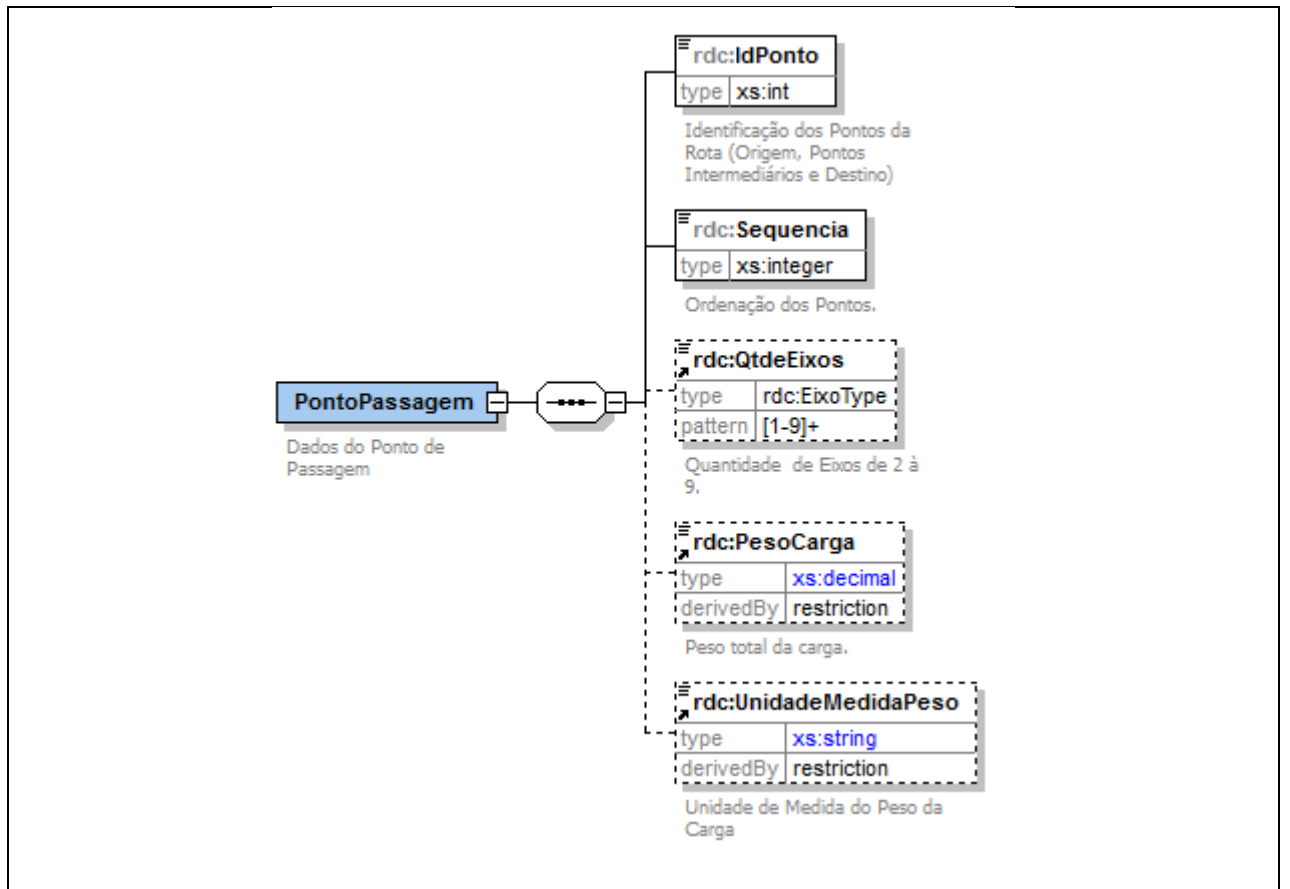 rdc:IdPonto
type xs:int
Identificação dos Pontos da
Rota (Origem, Pontos
Intermediários e Destino)
rdc:Sequencia
type xs:integer
Ordenação dos Pontos.
rdc:QtdeEixos
type rdc:EixoType
pattern [1-9]+
Quantidade de Eixos de 2 à
9.
PontoPassagem
Dados do Ponto de
Passagem
rdc:PesoCarga
type xs:decimal
derivedBy restriction
Peso total da carga.
rdc:UnidadeMedidaPeso
type xs:string
derivedBy restriction
Unidade de Medida do Peso da
Carga